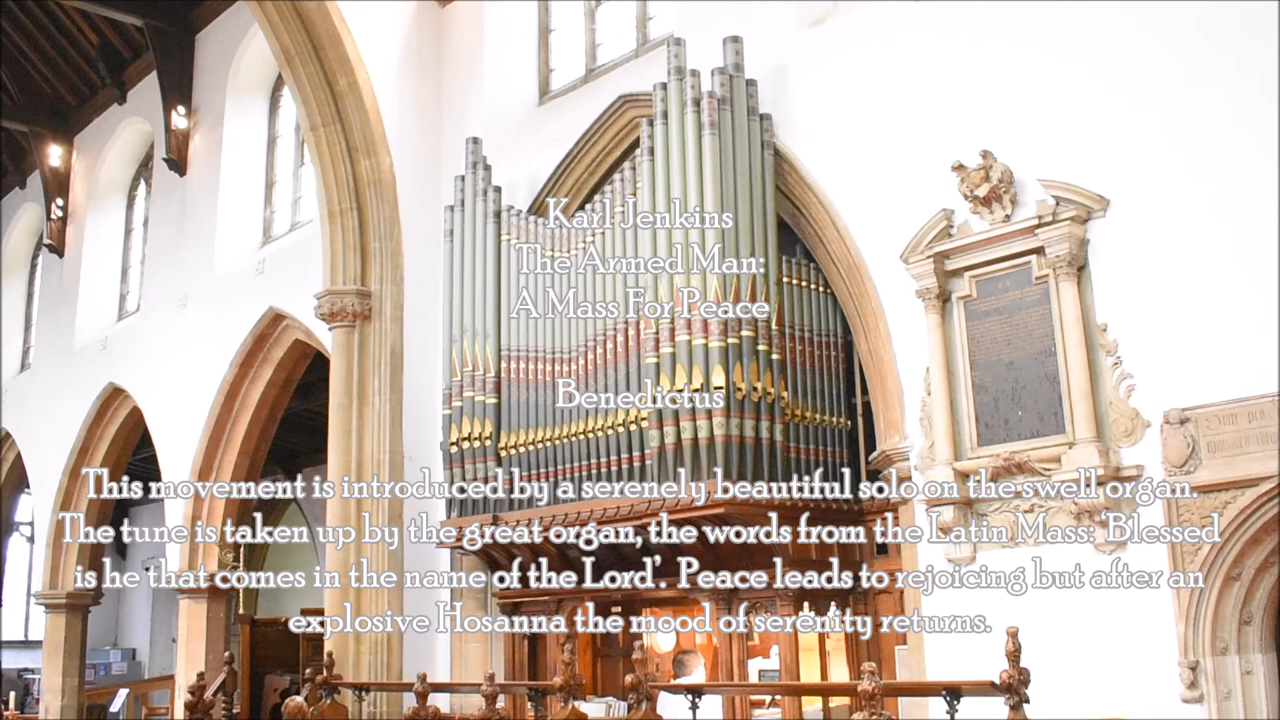 Karl Jenkins
The Armed Man:
A Mass For Peace
Benedictus
This movement is introduced by a serenely beautiful solo on the swell organ.
The tune is taken up by the great organ, the words from the Latin Mass: ‘Blessed
is he that comes in the name of the Lord’. Peace leads to rejoicing but after an
explosive Hosanna the mood of serenity returns.